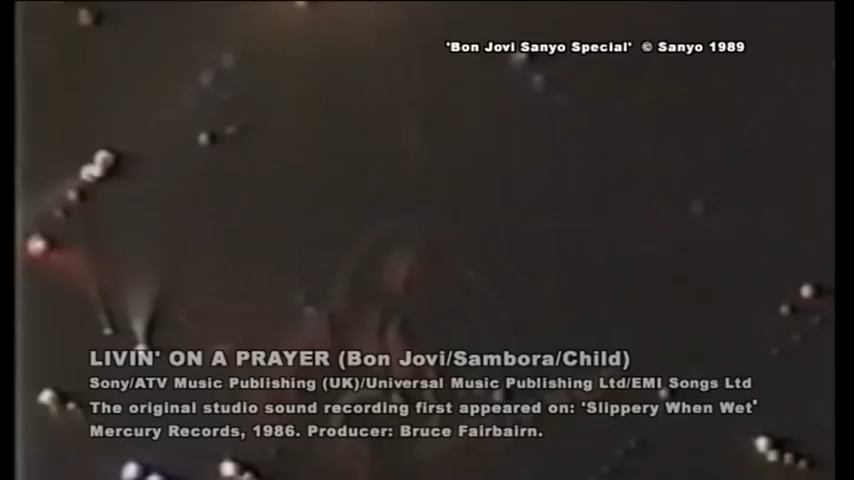 'Bon Jovi Sanyo Special' © Sanyo 1989
LIVIN' ON A PRAYER (Bon Jovi/Sambora/Child)
Sony/ATV Music Publishing (UK)/Universal Music Publishing Ltd/EMI Songs Ltd
The original studio sound recording first appeared on: 'Slippery When Wet'
Mercury Records, 1986. Producer: Bruce Fairbairn.